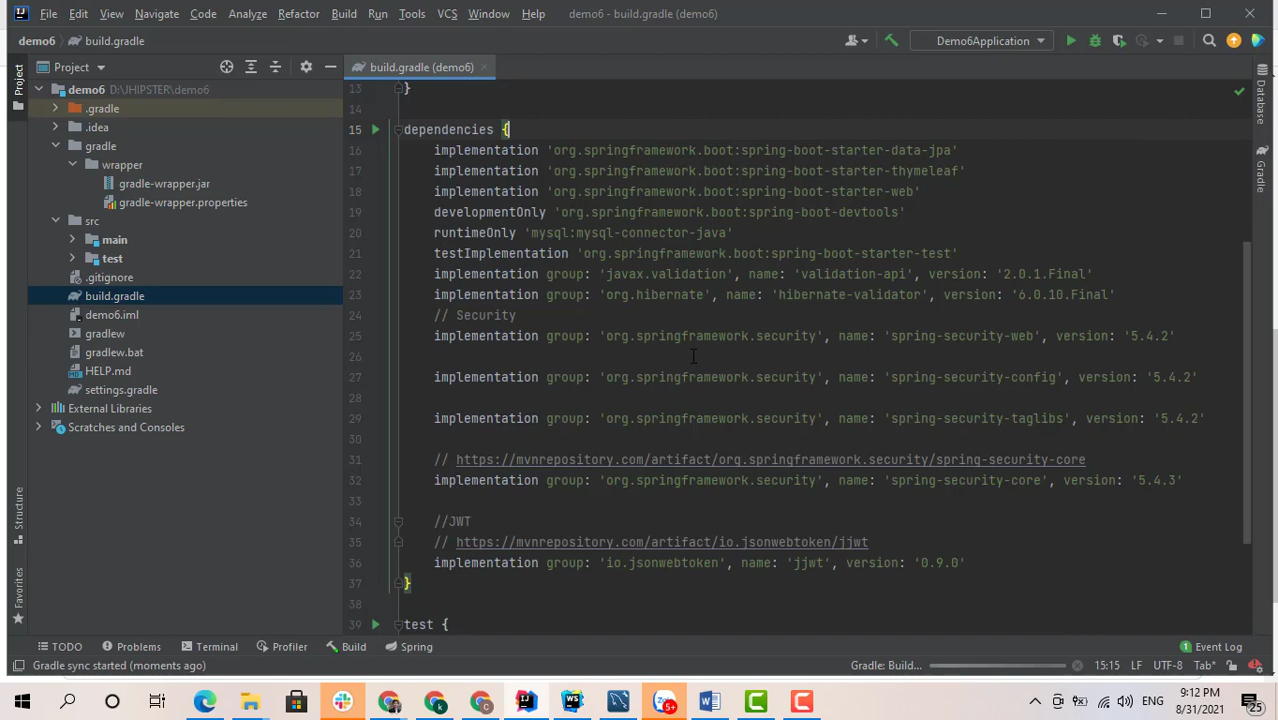 File Edit View Navigate Code Analyze Refactor Build Run Tools VCS Window Help demo6 - build.gradle (demo6)
demo6 build.gradle Demo6Application
Project build.gradle (demo6)
Project
demo6 D:\JHIPSTER\demo6
.gradle
.idea
gradle
wrapper
gradle-wrapper.jar
gradle-wrapper.properties
src
main
test
.gitignore
build.gradle
demo6.iml
gradlew
gradlew.bat
HELP.md
settings.gradle
External Libraries
Scratches and Consoles
Structure
Favorites
13 }
14
15 dependencies {
16 implementation 'org.springframework.boot:spring-boot-starter-data-jpa'
17 implementation 'org.springframework.boot:spring-boot-starter-thymeleaf'
18 implementation 'org.springframework.boot:spring-boot-starter-web'
19 developmentOnly 'org.springframework.boot:spring-boot-devtools'
20 runtimeOnly 'mysql:mysql-connector-java'
21 testImplementation 'org.springframework.boot:spring-boot-starter-test'
22 implementation group: 'javax.validation', name: 'validation-api', version: '2.0.1.Final'
23 implementation group: 'org.hibernate', name: 'hibernate-validator', version: '6.0.10.Final'
24 // Security
25 implementation group: 'org.springframework.security', name: 'spring-security-web', version: '5.4.2'
26
27 implementation group: 'org.springframework.security', name: 'spring-security-config', version: '5.4.2'
28
29 implementation group: 'org.springframework.security', name: 'spring-security-taglibs', version: '5.4.2'
30
31 // https://mvnrepository.com/artifact/org.springframework.security/spring-security-core
32 implementation group: 'org.springframework.security', name: 'spring-security-core', version: '5.4.3'
33
34 //JWT
35 // https://mvnrepository.com/artifact/io.jsonwebtoken/jjwt
36 implementation group: 'io.jsonwebtoken', name: 'jjwt', version: '0.9.0'
37 }
38
39 test {
Database
Gradle
TODO Problems Terminal Profiler Build Spring 1 Event Log
Gradle sync started (moments ago) Gradle: Build... 15:15 LF UTF-8 Tab*
5+ ENG 9:12 PM
8/31/2021 25